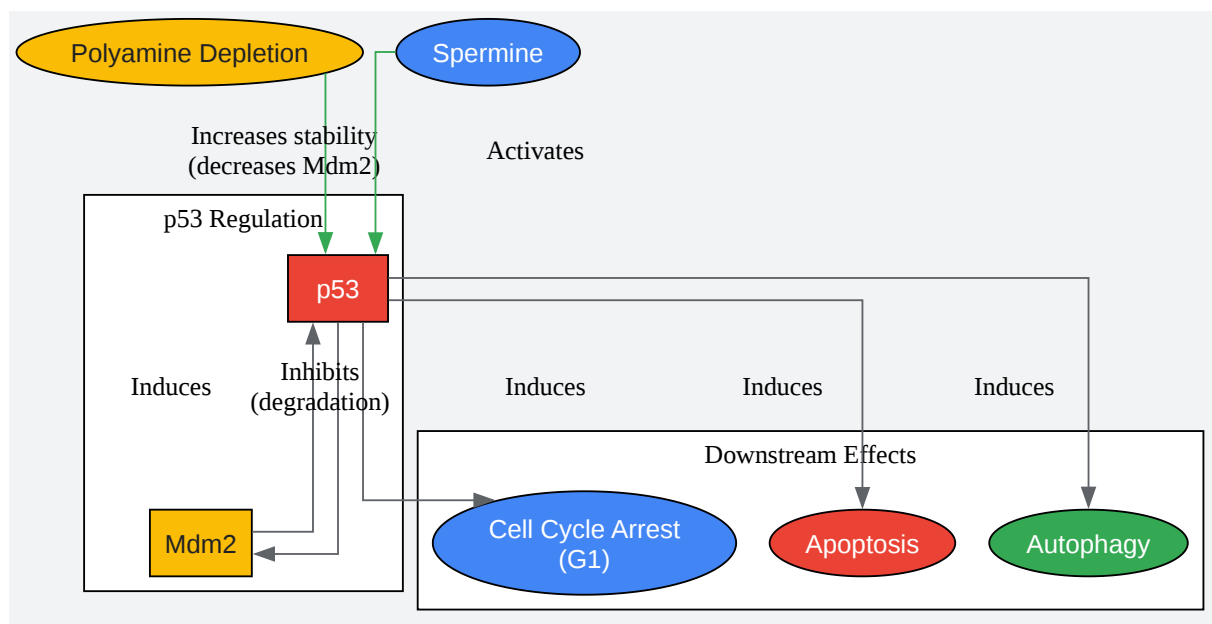 Polyamine Depletion
Spermine
Increases stability
(decreases Mdm2)
Activates
p53 Regulation
p53
Induces
Inhibits
(degradation)
Induces
Induces
Induces
Downstream Effects
Mdm2
Cell Cycle Arrest
(G1)
Apoptosis
Autophagy